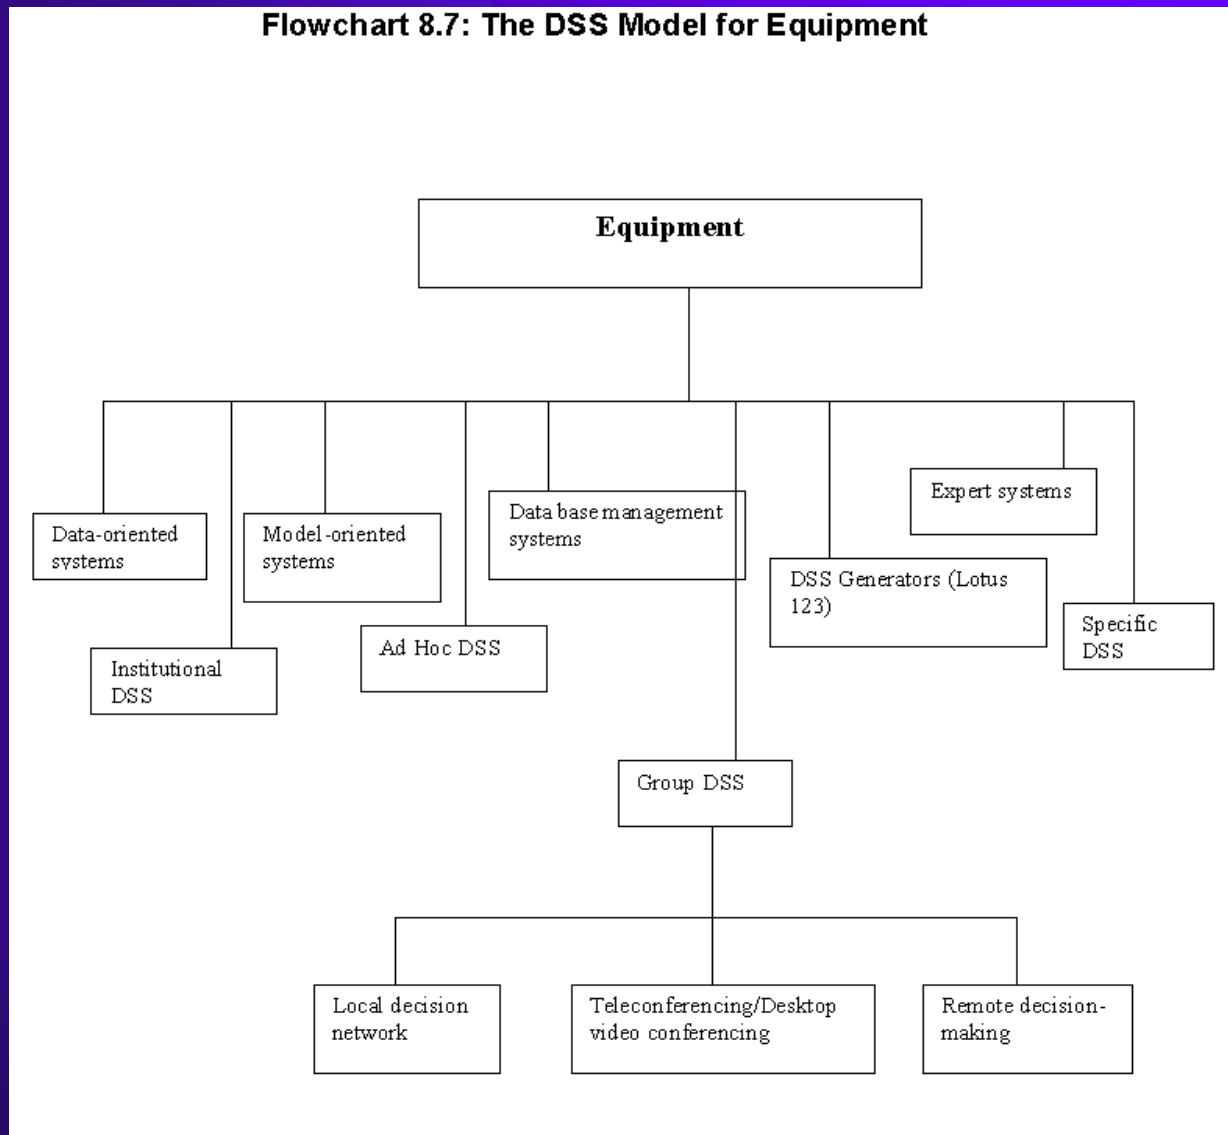 Flowchart 8.7: The DSS Model for Equipment
Equipment
Data-oriented
systems
Institutional
DSS
Model-oriented
systems
Ad Hoc DSS
Data base management
systems
Group DSS
DSS Generators (Lotus
123)
Expert systems
Specific
DSS
Local decision
network
Teleconferencing/Desktop
video conferencing
Remote decision-
making